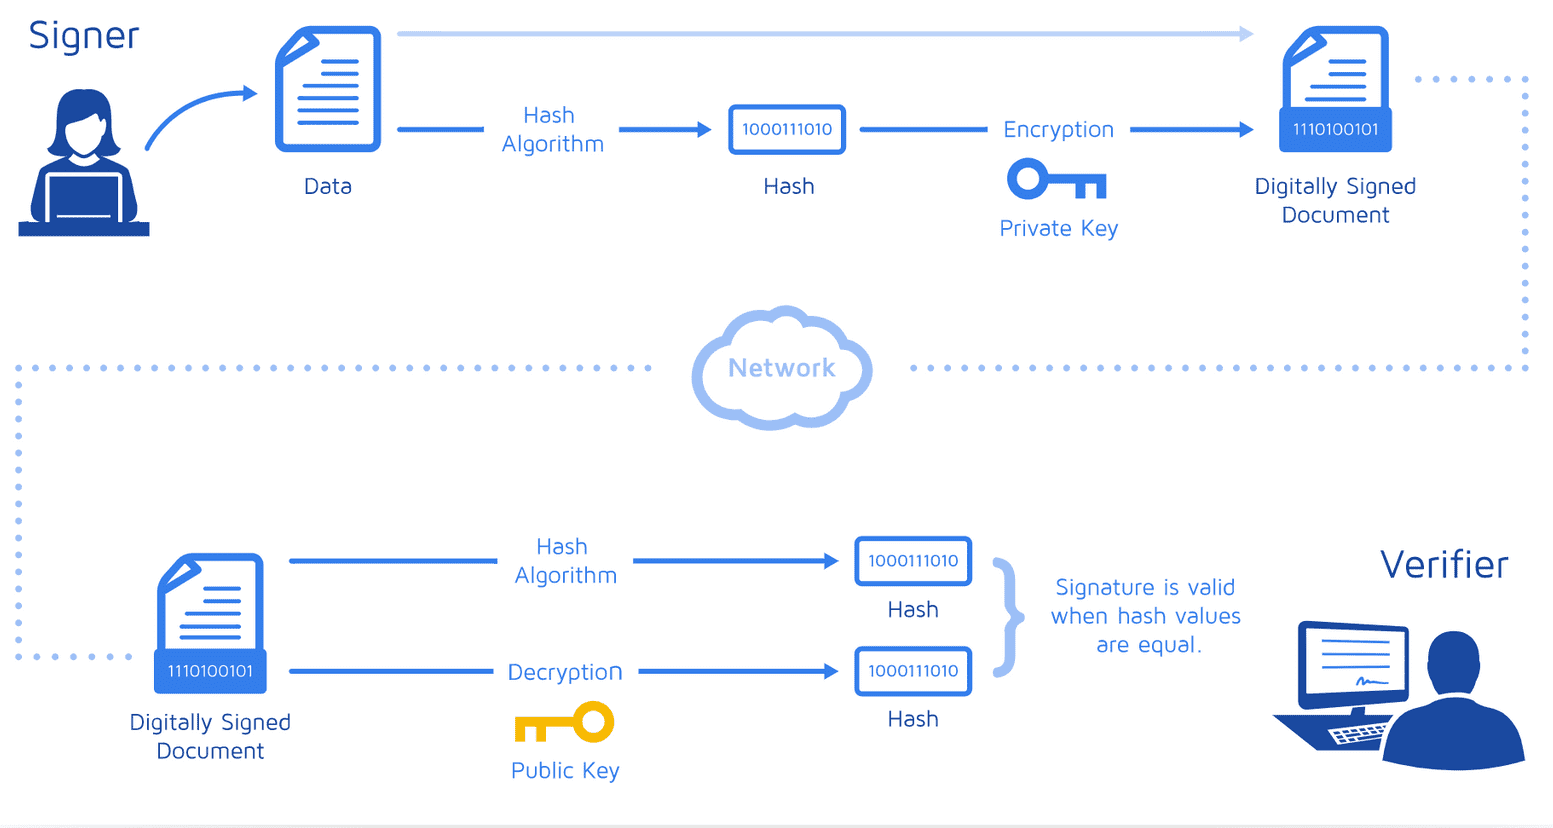 Signer
Hash
Algorithm
1000111010
Encryption
1110100101
Data
Hash
Digitally Signed
Document
Private Key
Network
Hash
Algorithm
1000111010
Hash
Signature is valid
when hash values
are equal.
Verifier
1110100101
Decryption
1000111010
Hash
Digitally Signed
Document
Public Key